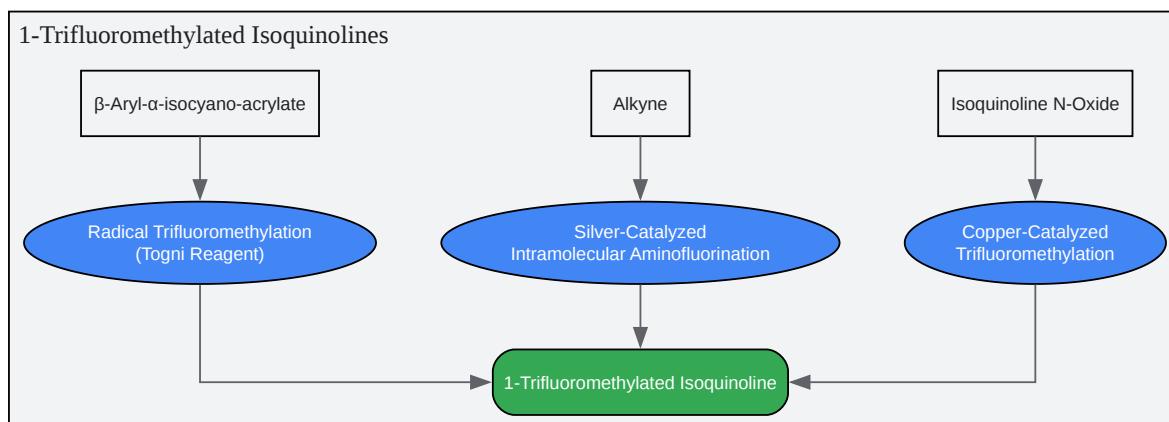 1-Trifluoromethylated Isoquinolines
β-Aryl-α-isocyano-acrylate
Alkyne
Isoquinoline N-Oxide
Radical Trifluoromethylation
(Togni Reagent)
Silver-Catalyzed
Intramolecular Aminofluorination
Copper-Catalyzed
Trifluoromethylation
1-Trifluoromethylated Isoquinoline